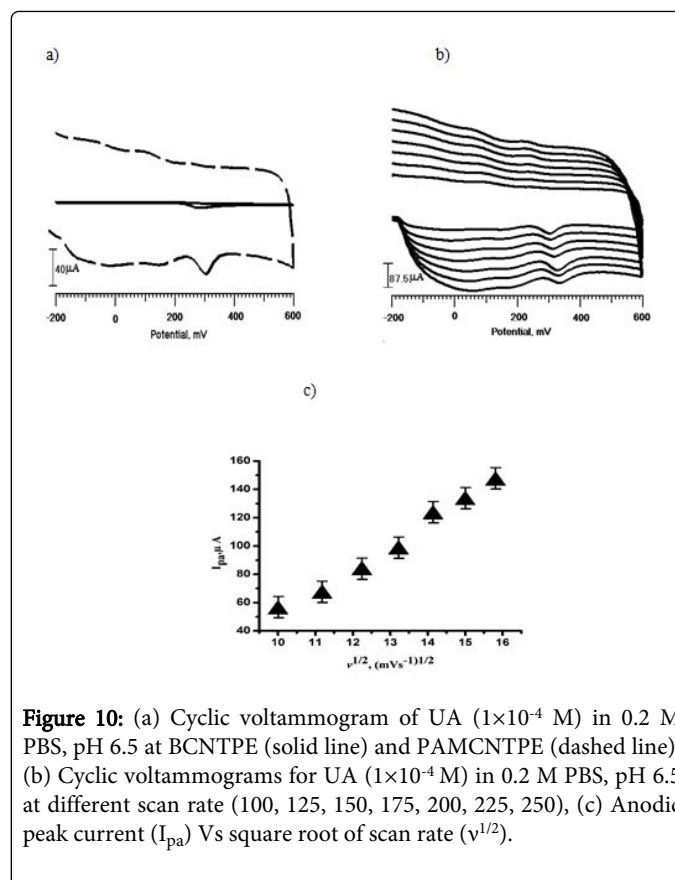 a)
b)
40μA
-200 0 200 400 600
Potential, mV
87.5μA
-200 0 200 400 600
Potential, mV
c)
160
140
120
100
80
60
40
I_pa,μ A
10 11 12 13 14 15 16
ν^1/2, (mVs^-1)1/2
Figure 10: (a) Cyclic voltammogram of UA (1×10^-4 M) in 0.2 M
PBS, pH 6.5 at BCNTPE (solid line) and PAMCNTPE (dashed line)
(b) Cyclic voltammograms for UA (1×10^-4 M) in 0.2 M PBS, pH 6.5
at different scan rate (100, 125, 150, 175, 200, 225, 250), (c) Anodic
peak current (I_pa) Vs square root of scan rate (ν^1/2).